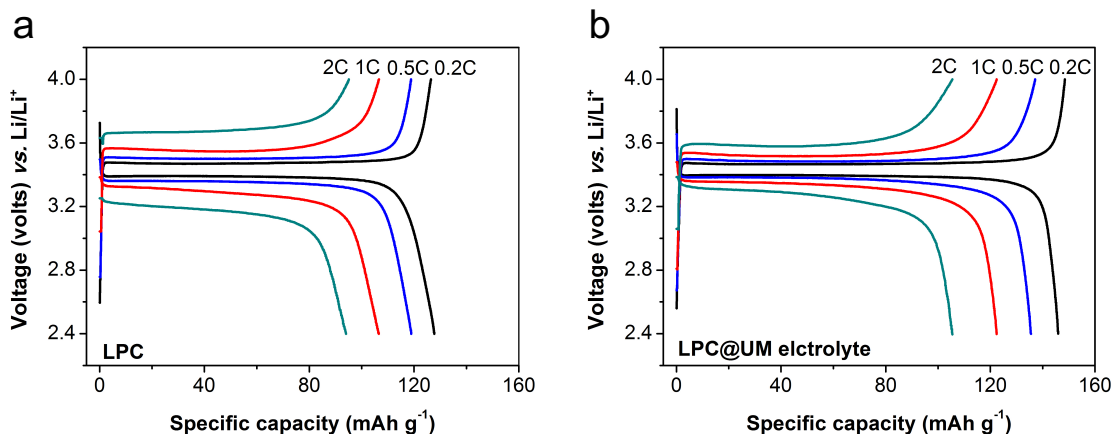 a
2C 1C 0.5C 0.2C
4.0
3.6
3.2
2.8
2.4
Voltage (volts) vs. Li/Li⁺
LPC
0 40 80 120 160
Specific capacity (mAh g⁻¹)
b
2C 1C 0.5C 0.2C
4.0
3.6
3.2
2.8
2.4
Voltage (volts) vs. Li/Li⁺
LPC@UM elctrolyte
0 40 80 120 160
Specific capacity (mAh g⁻¹)